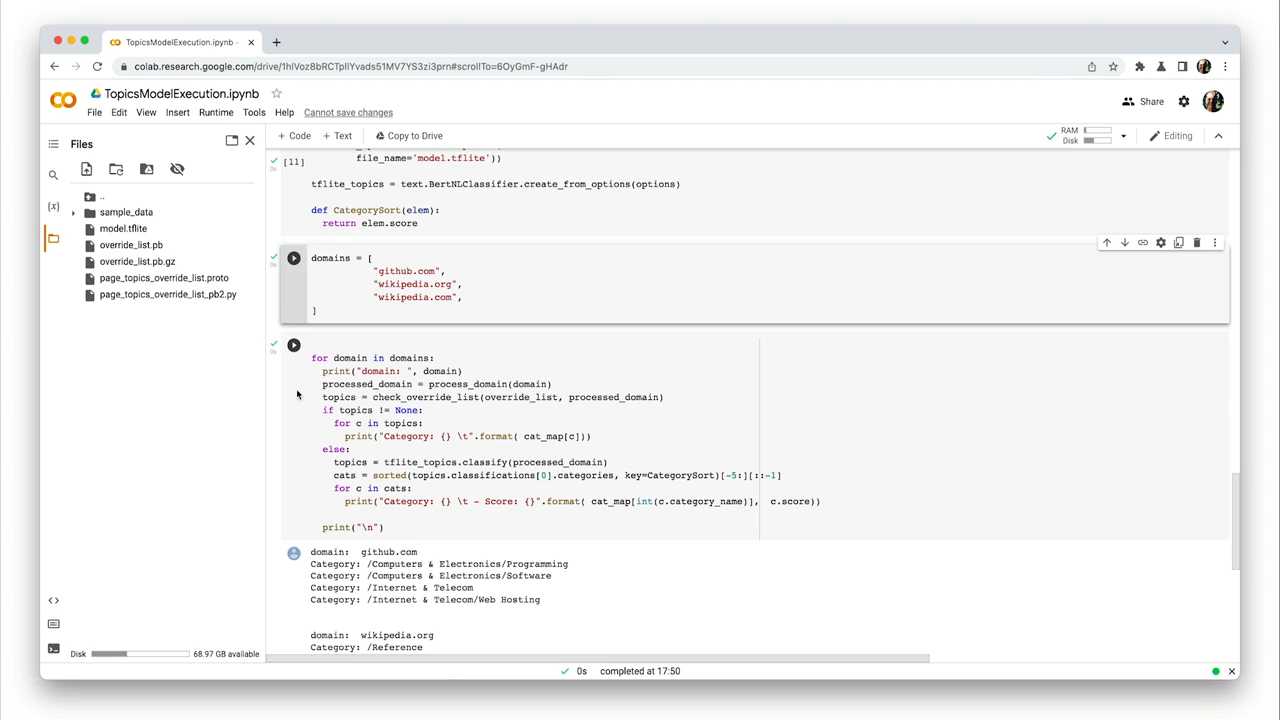 TopicsModelExecution.ipynb -
colab.research.google.com/drive/1hlVoz8bRCTpIlYvads51MV7YS3zi3prn#scrollTo=6OyGmF-gHAdr
TopicsModelExecution.ipynb
File Edit View Insert Runtime Tools Help Cannot save changes
Share
Files
+ Code + Text Copy to Drive
RAM
Disk
Editing
..
sample_data
model.tflite
override_list.pb
override_list.pb.gz
page_topics_override_list.proto
page_topics_override_list_pb2.py
Disk 68.97 GB available
[11]
0s
file_name='model.tflite'))
tflite_topics = text.BertNLClassifier.create_from_options(options)
def CategorySort(elem):
return elem.score
0s
domains = [
"github.com",
"wikipedia.org",
"wikipedia.com",
]
0s
for domain in domains:
print("domain: ", domain)
processed_domain = process_domain(domain)
topics = check_override_list(override_list, processed_domain)
if topics != None:
for c in topics:
print("Category: {} \t".format( cat_map[c]))
else:
topics = tflite_topics.classify(processed_domain)
cats = sorted(topics.classifications[0].categories, key=CategorySort)[-5:][::-1]
for c in cats:
print("Category: {} \t - Score: {}".format( cat_map[int(c.category_name)], c.score))
print("\n")
domain: github.com
Category: /Computers & Electronics/Programming
Category: /Computers & Electronics/Software
Category: /Internet & Telecom
Category: /Internet & Telecom/Web Hosting
domain: wikipedia.org
Category: /Reference
0s completed at 17:50